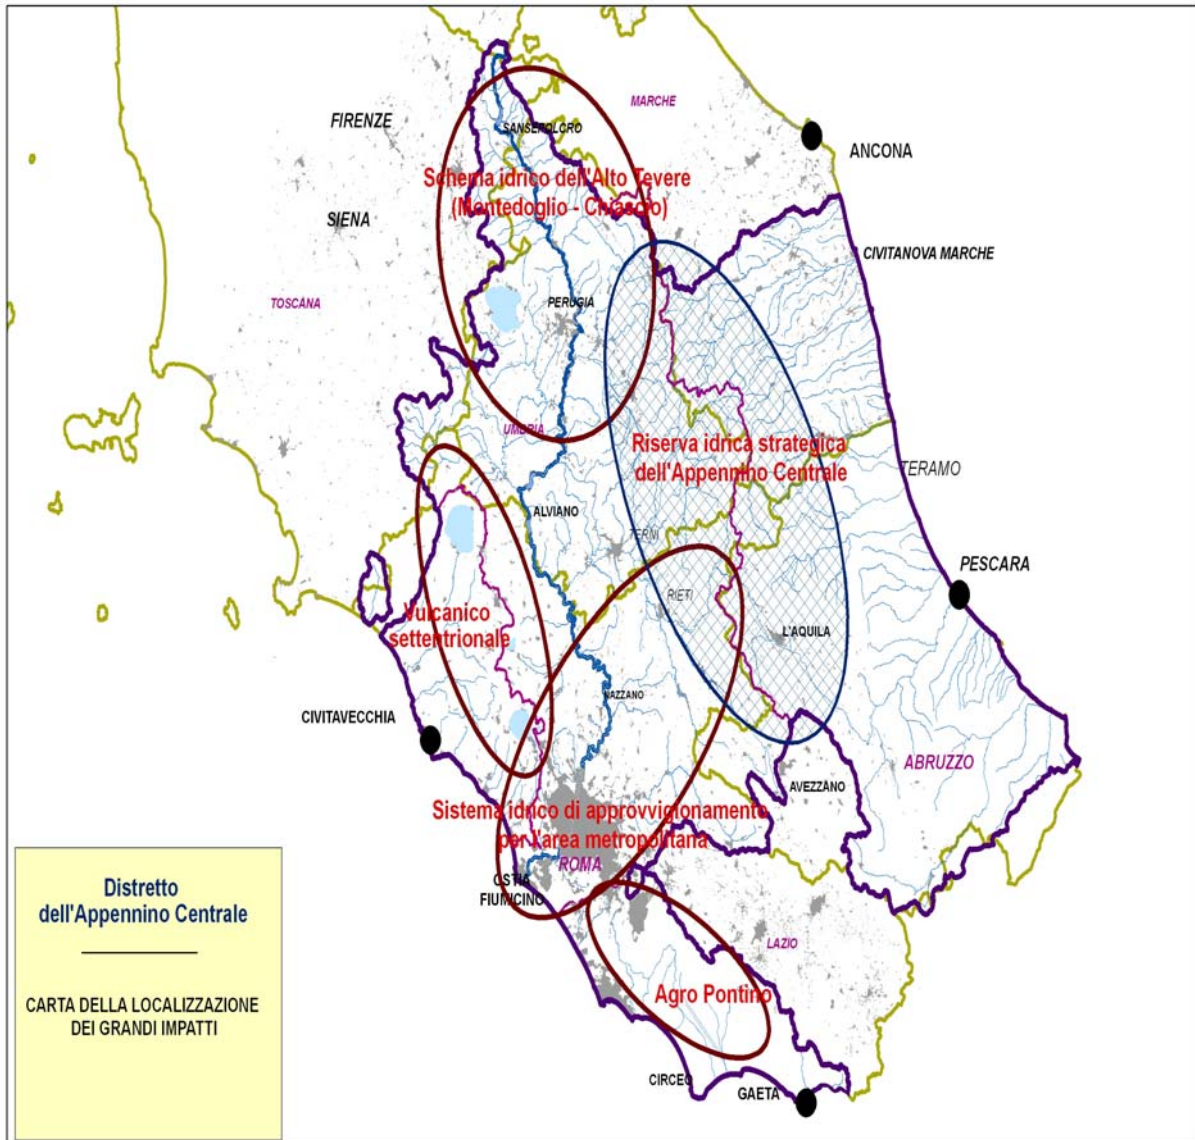 MARCHE
FIRENZE
SANSEPOLCRO
ANCONA
Schema idrico dell'Alto Tevere
(Montedoglio - Chiascio)
SIENA
CIVITANOVA MARCHE
TOSCANA
PERUGIA
UMBRIA
Riserva idrica strategica
dell'Appennino Centrale
TERAMO
ALVIANO
TERNI
PESCARA
RIETI
Vulcanico
settentrionale
L'AQUILA
NAZZANO
CIVITAVECCHIA
ABRUZZO
AVEZZANO
Sistema idrico di approvvigionamento
per l'area metropolitana
ROMA
OSTIA
FIUMICINO
Distretto
dell'Appennino Centrale
LAZIO
Agro Pontino
CARTA DELLA LOCALIZZAZIONE
DEI GRANDI IMPATTI
CIRCEO
GAETA